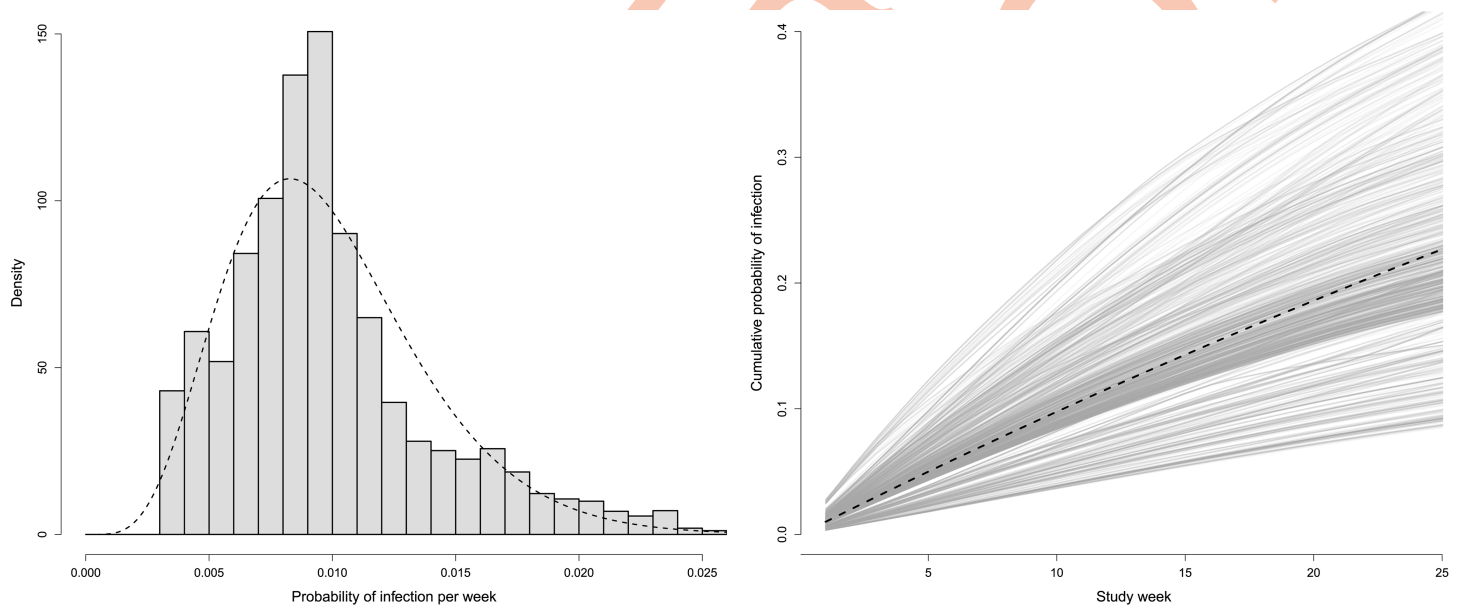 Density
0
50
100
150
0.000 0.005 0.010 0.015 0.020 0.025
Probability of infection per week
Cumulative probability of infection
0.0
0.1
0.2
0.3
0.4
5 10 15 20 25
Study week